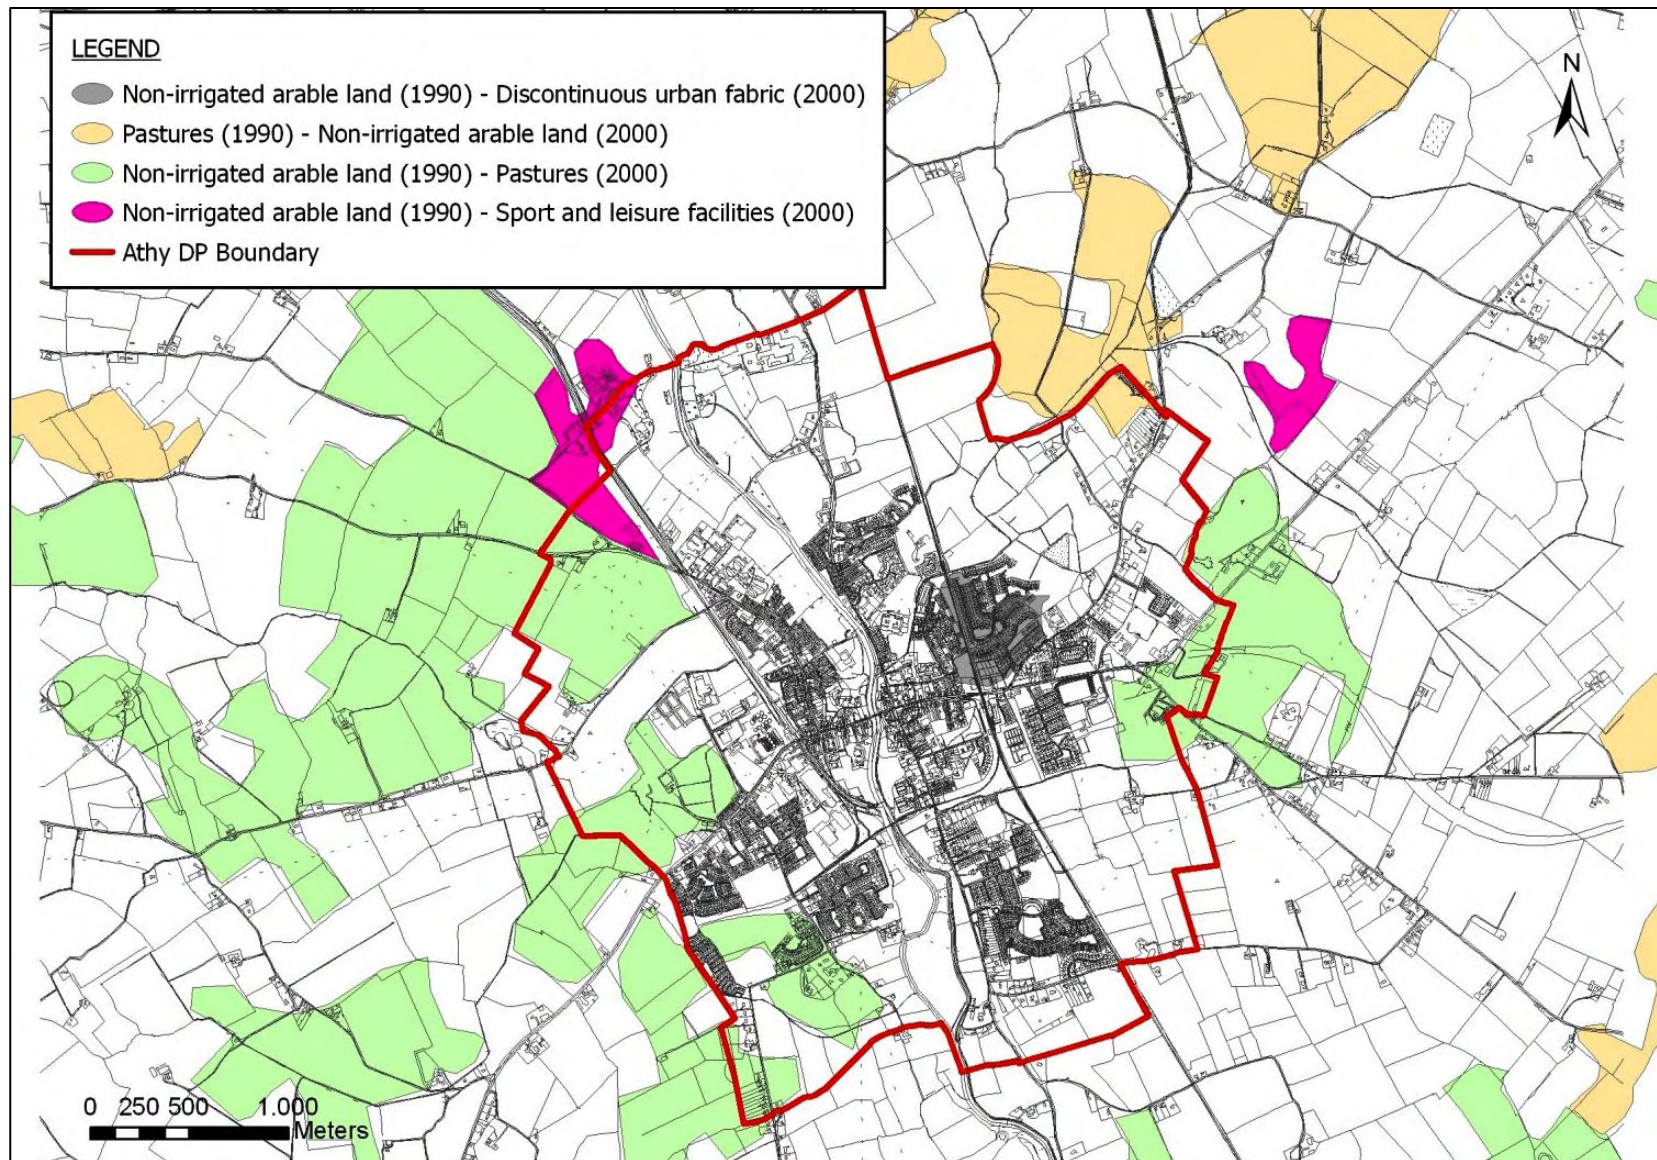 LEGEND
Non-irrigated arable land (1990) - Discontinuous urban fabric (2000)
Pastures (1990) - Non-irrigated arable land (2000)
Non-irrigated arable land (1990) - Pastures (2000)
Non-irrigated arable land (1990) - Sport and leisure facilities (2000)
Athy DP Boundary
N
0 250 500 1.000
Meters